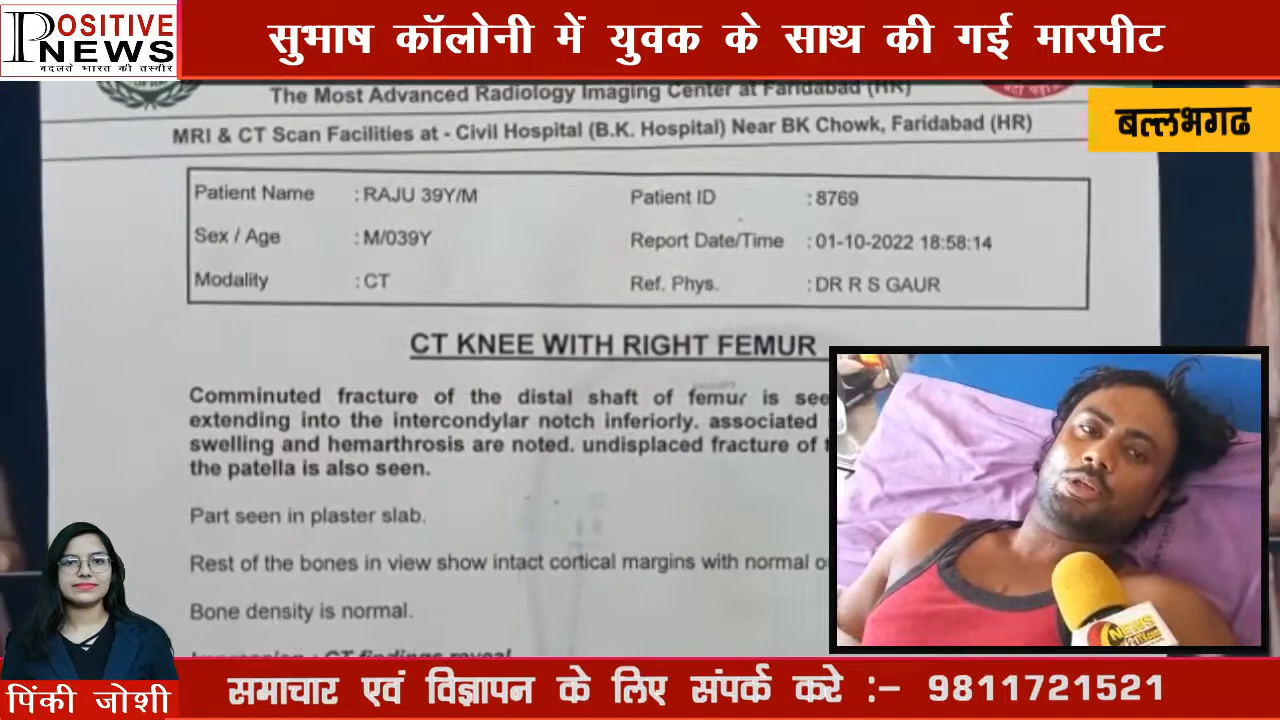 POSITIVE
NEWS
बदलते भारत की तस्वीर
सुभाष कॉलोनी में युवक के साथ की गई मारपीट
बल्लभगढ
The Most Advanced Radiology Imaging Center at Faridabad (HR)
MRI & CT Scan Facilities at - Civil Hospital (B.K. Hospital) Near BK Chowk, Faridabad (HR)
Patient Name : RAJU 39Y/M Patient ID : 8769
Sex / Age : M/039Y Report Date/Time : 01-10-2022 18:58:14
Modality : CT Ref. Phys. : DR R S GAUR
CT KNEE WITH RIGHT FEMUR
Comminuted fracture of the distal shaft of femur is
extending into the intercondylar notch inferiorly. associated
swelling and hemarthrosis are noted. undisplaced fracture of
the patella is also seen.
Part seen in plaster slab.
Rest of the bones in view show intact cortical margins with normal
Bone density is normal.
NEWS
पिंकी जोशी
समाचार एवं विज्ञापन के लिए संपर्क करे :- 9811721521